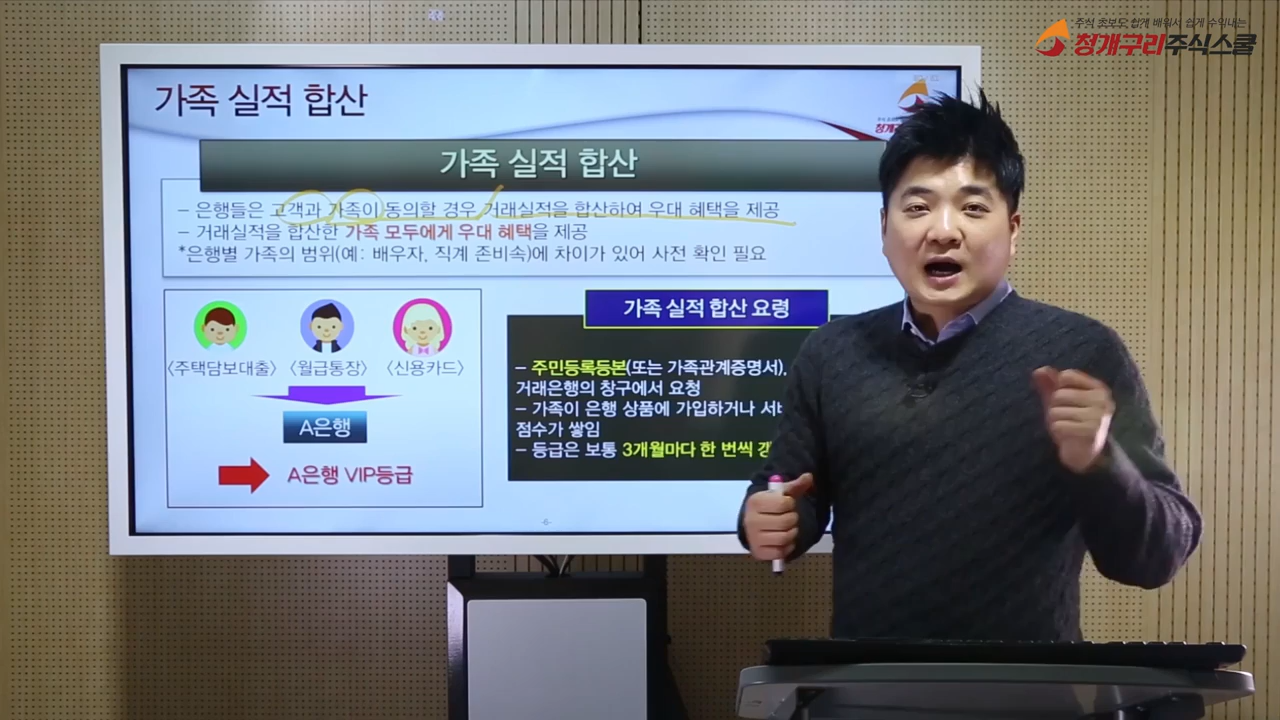 주식 초보도 쉽게 배워서 쉽게 수익내는
청개구리주식스쿨
가족 실적 합산
가족 실적 합산
- 은행들은 고객과 가족이 동의할 경우 거래실적을 합산하여 우대 혜택을 제공
- 거래실적을 합산한 가족 모두에게 우대 혜택을 제공
*은행별 가족의 범위(예: 배우자, 직계 존비속)에 차이가 있어 사전 확인 필요
<주택담보대출> <월급통장> <신용카드>
A은행
A은행 VIP등급
가족 실적 합산 요령
- 주민등록등본(또는 가족관계증명서),
거래은행의 창구에서 요청
- 가족이 은행 상품에 가입하거나
점수가 쌓임
- 등급은 보통 3개월마다 한 번씩
-6-